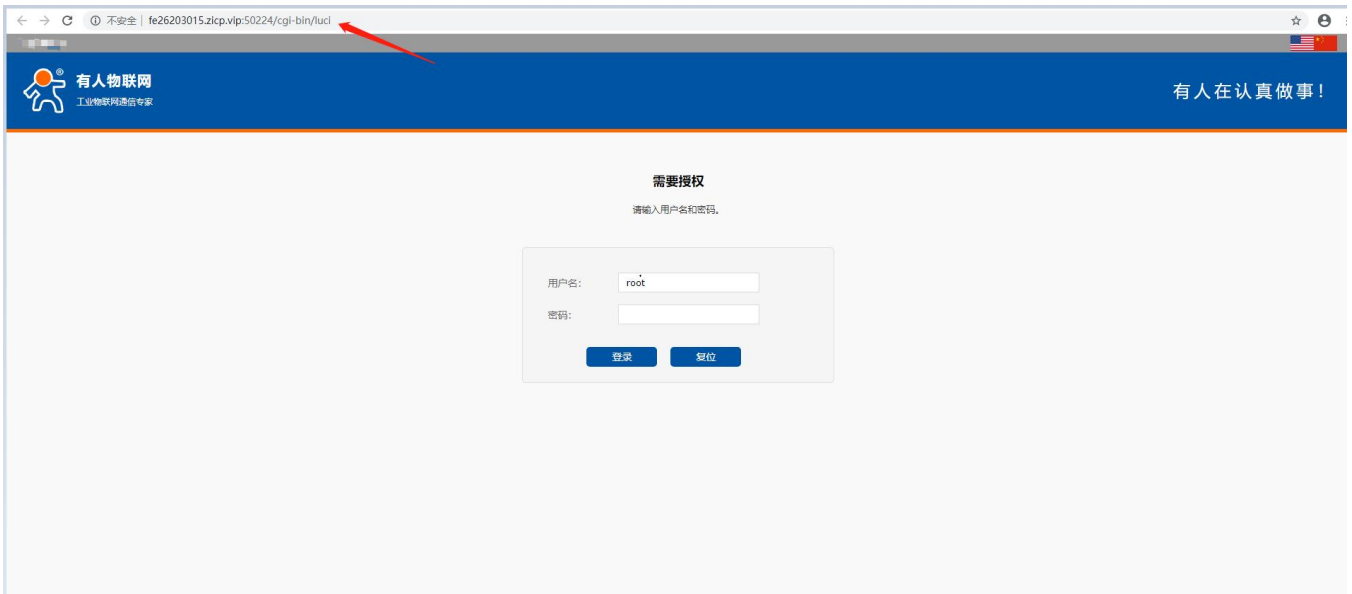 不安全 | fe26203015.zicp.vip:50224/cgi-bin/luci
有人物联网
®
工业物联网通信专家
有人在认真做事!
需要授权
请输入用户名和密码。
用户名: root
密码:
登录 复位